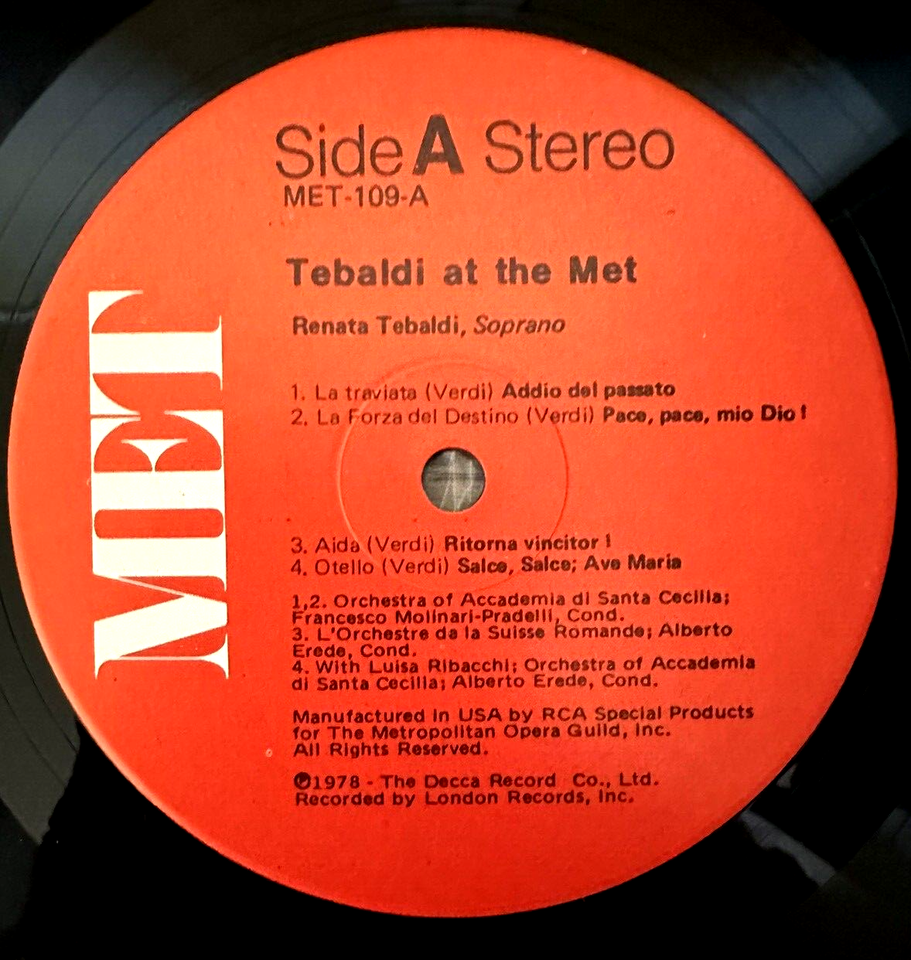 Side A Stereo
MET-109-A
Tebaldi at the Met
Renata Tebaldi, Soprano
1. La traviata (Verdi) Addio del passato
2. La Forza del Destino (Verdi) Pace, pace, mio Dio!
3. Aida (Verdi) Ritorna vincitor!
4. Otello (Verdi) Salce, Salce; Ave Maria
1,2. Orchestra of Accademia di Santa Cecilia;
Francesco Molinari-Pradelli, Cond.
3. L'Orchestre de la Suisse Romande; Alberto
Erede, Cond.
4. With Luisa Ribacchi; Orchestra of Accademia
di Santa Cecilia; Alberto Erede, Cond.
Manufactured in USA by RCA Special Products
for The Metropolitan Opera Guild, Inc.
All Rights Reserved.
℗1978 - The Decca Record Co., Ltd.
Recorded by London Records, Inc.
MET